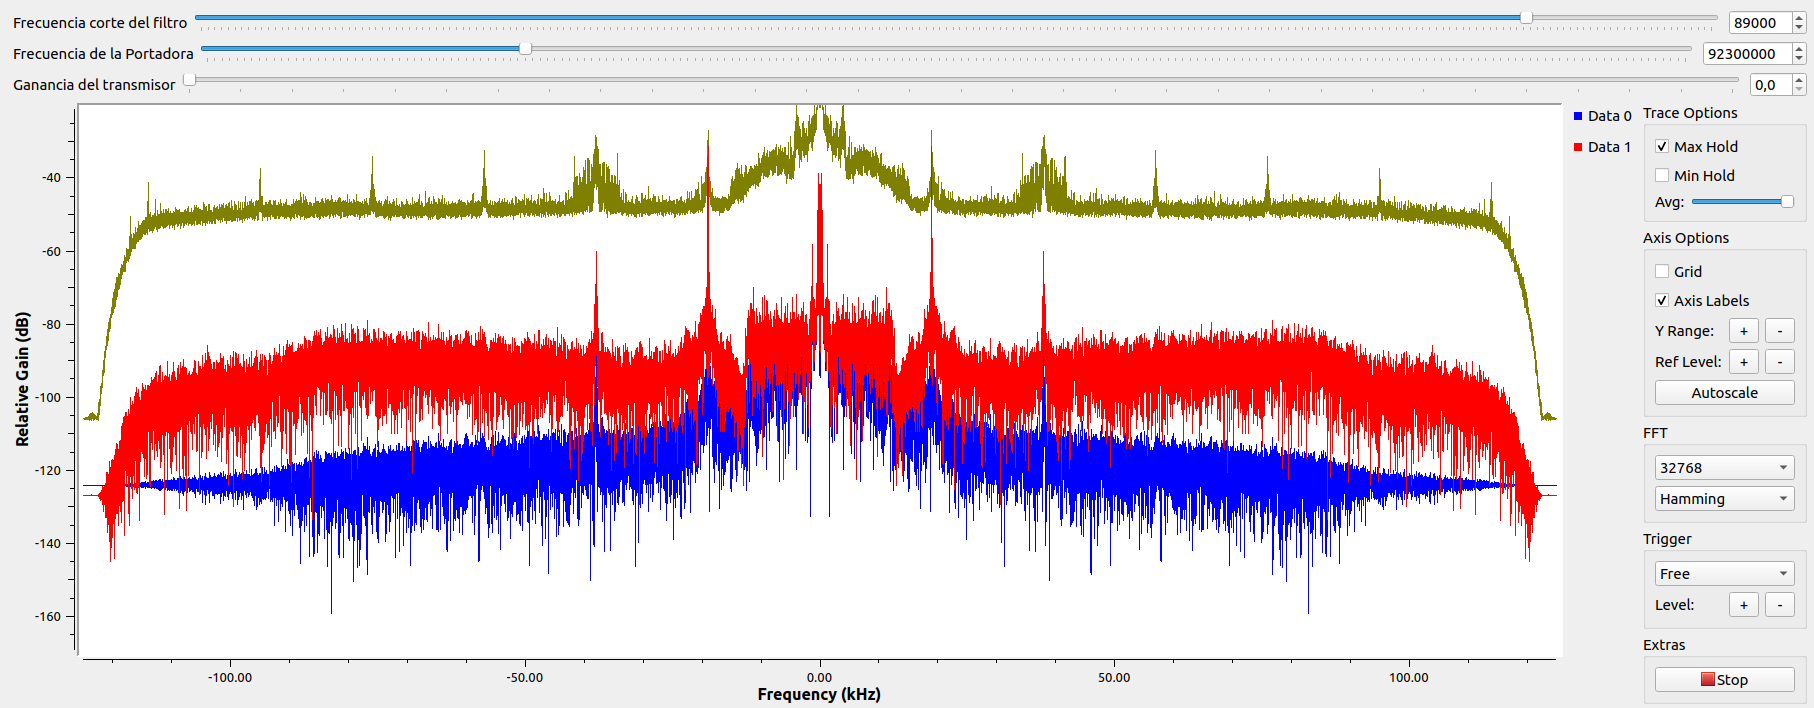 Frecuencia corte del filtro 89000
Frecuencia de la Portadora 92300000
Ganancia del transmisor 0,0
Data 0
Data 1
Trace Options
Max Hold
Min Hold
Avg:
Axis Options
Grid
Axis Labels
Y Range: + -
Ref Level: + -
Autoscale
FFT
32768
Hamming
Trigger
Free
Level: + -
Extras
Stop
Relative Gain (dB)
-40
-60
-80
-100
-120
-140
-160
-100.00 -50.00 0.00 50.00 100.00
Frequency (kHz)